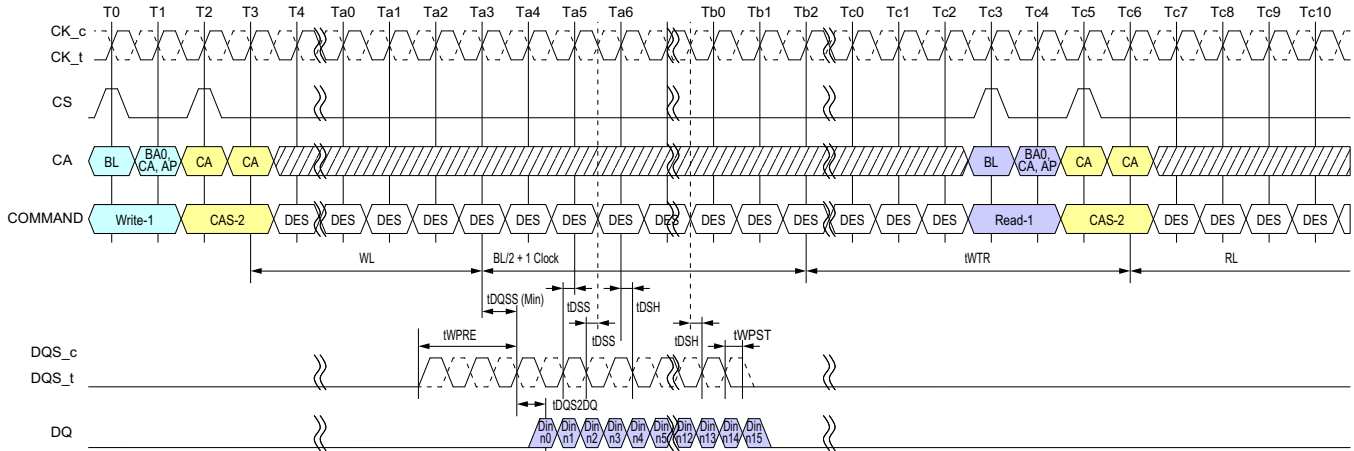 T0 T1 T2 T3 T4 Ta0 Ta1 Ta2 Ta3 Ta4 Ta5 Ta6 Tb0 Tb1 Tb2 Tc0 Tc1 Tc2 Tc3 Tc4 Tc5 Tc6 Tc7 Tc8 Tc9 Tc10
CK_c
CK_t
CS
CA BL BA0, CA, AP CA CA BL BA0, CA, AP CA CA
COMMAND Write-1 CAS-2 DES DES DES DES DES DES DES DES DES DES DES DES DES DES Read-1 CAS-2 DES DES DES DES
WL BL/2 + 1 Clock tWTR RL
tDQSS (Min) tDSS tDSH
tWPRE tDSS tDSH tWPST
DQS_c
DQS_t
tDQS2DQ
DQ Din n0 Din n1 Din n2 Din n3 Din n4 Din n5 Din n12 Din n13 Din n14 Din n15